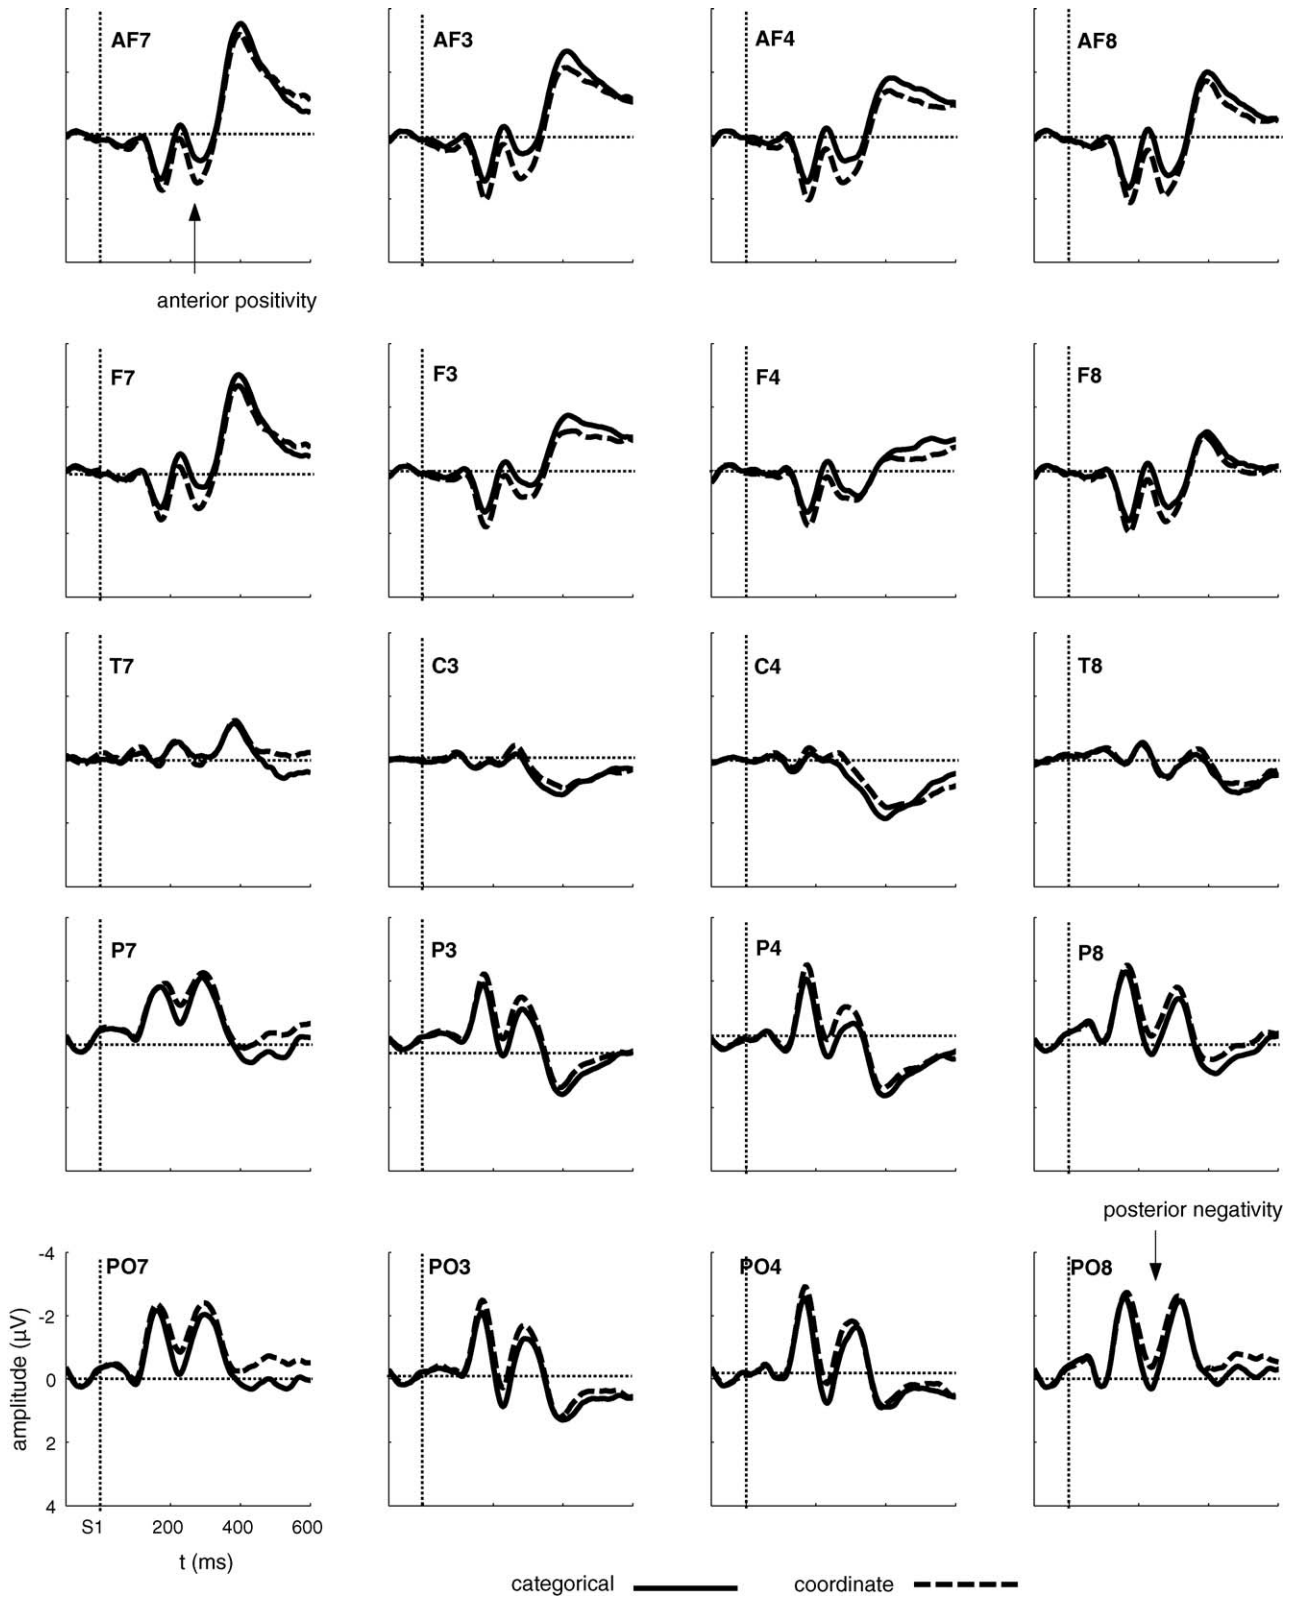 AF7 AF3 AF4 AF8
anterior positivity
F7 F3 F4 F8
T7 C3 C4 T8
P7 P3 P4 P8
posterior negativity
PO7 PO3 PO4 PO8
-4
-2
0
2
4
amplitude (µV)
S1 200 400 600
t (ms)
categorical coordinate